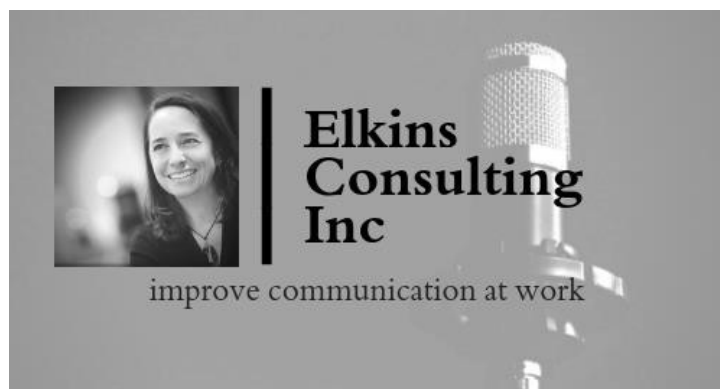 Elkins
Consulting
Inc
improve communication at work